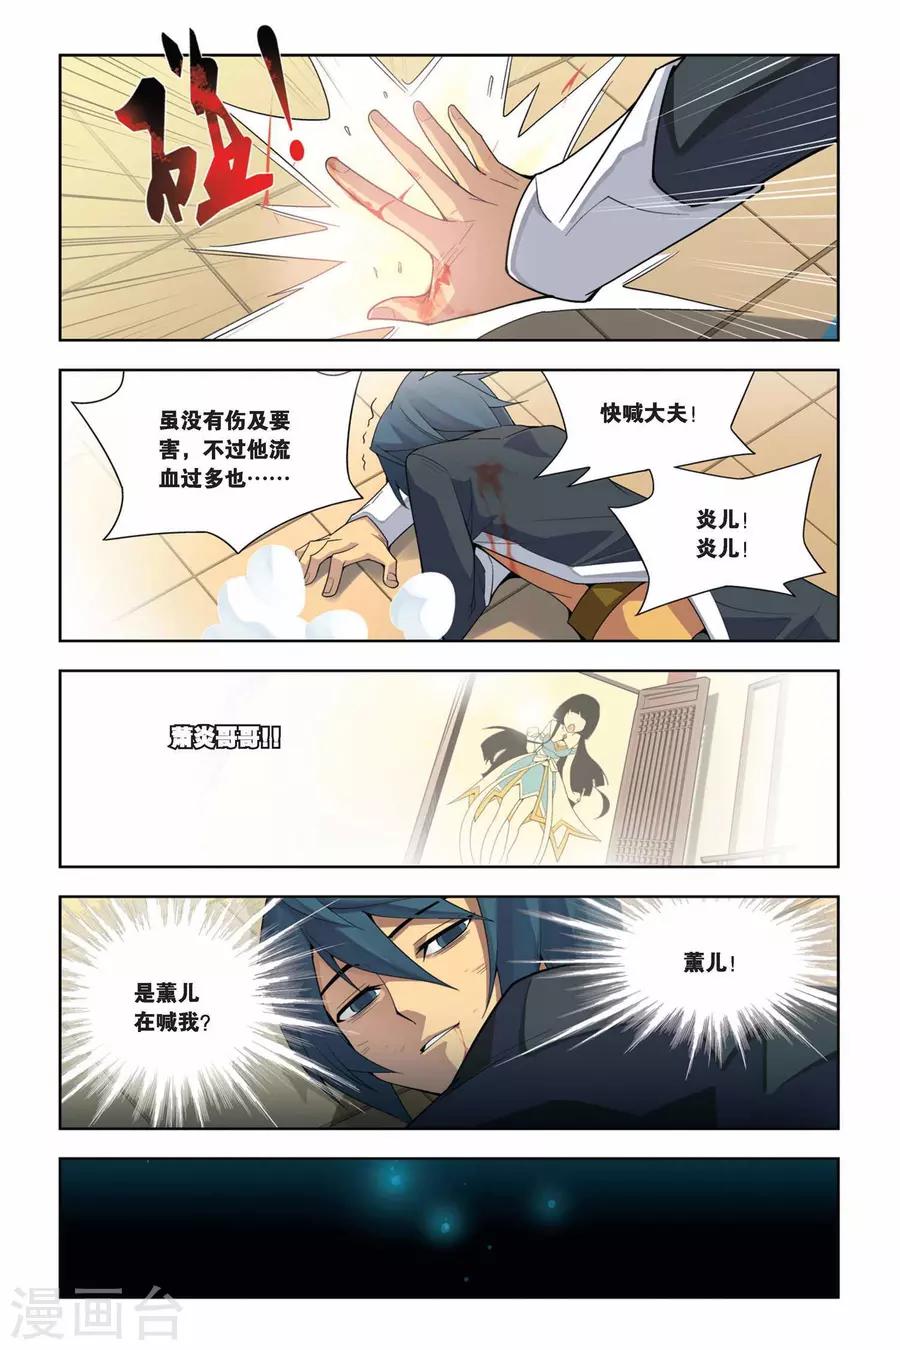 砠！
虽没有伤及要
害，不过他流
血过多也……
快喊大夫！
炎儿！
炎儿！
萧炎哥哥！！
是薰儿
在喊我？
薰儿！
漫画台